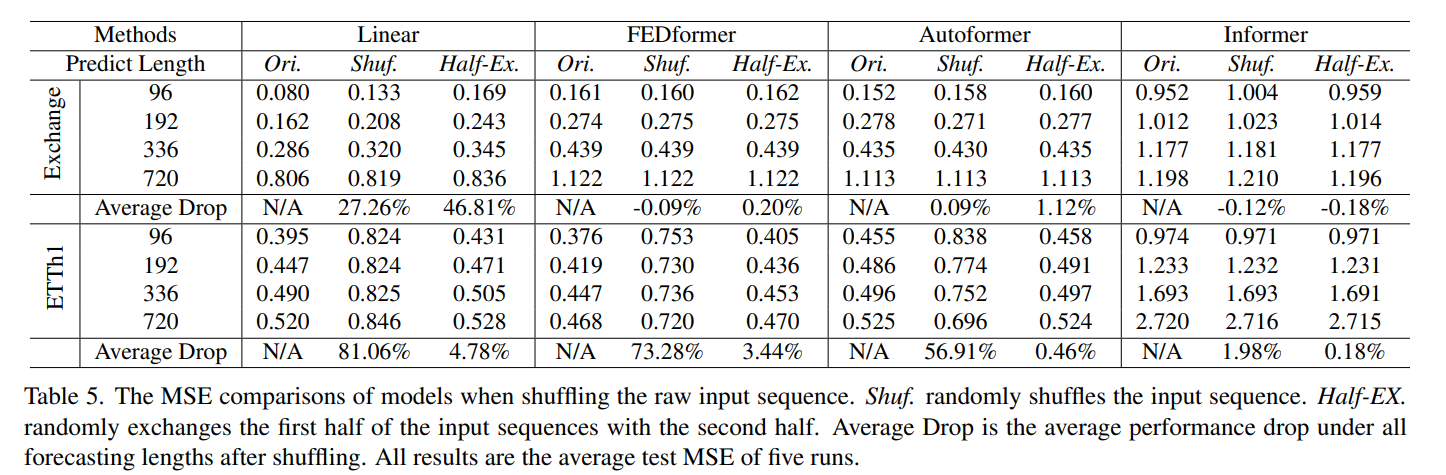 Methods Linear FEDformer Autoformer Informer
Predict Length Ori. Shuf. Half-Ex. Ori. Shuf. Half-Ex. Ori. Shuf. Half-Ex. Ori. Shuf. Half-Ex.
Exchange
96 0.080 0.133 0.169 0.161 0.160 0.162 0.152 0.158 0.160 0.952 1.004 0.959
192 0.162 0.208 0.243 0.274 0.275 0.275 0.278 0.271 0.277 1.012 1.023 1.014
336 0.286 0.320 0.345 0.439 0.439 0.439 0.435 0.430 0.435 1.177 1.181 1.177
720 0.806 0.819 0.836 1.122 1.122 1.122 1.113 1.113 1.113 1.198 1.210 1.196
Average Drop N/A 27.26% 46.81% N/A -0.09% 0.20% N/A 0.09% 1.12% N/A -0.12% -0.18%
ETTh1
96 0.395 0.824 0.431 0.376 0.753 0.405 0.455 0.838 0.458 0.974 0.971 0.971
192 0.447 0.824 0.471 0.419 0.730 0.436 0.486 0.774 0.491 1.233 1.232 1.231
336 0.490 0.825 0.505 0.447 0.736 0.453 0.496 0.752 0.497 1.693 1.693 1.691
720 0.520 0.846 0.528 0.468 0.720 0.470 0.525 0.696 0.524 2.720 2.716 2.715
Average Drop N/A 81.06% 4.78% N/A 73.28% 3.44% N/A 56.91% 0.46% N/A 1.98% 0.18%
Table 5. The MSE comparisons of models when shuffling the raw input sequence. Shuf. randomly shuffles the input sequence. Half-EX.
randomly exchanges the first half of the input sequences with the second half. Average Drop is the average performance drop under all
forecasting lengths after shuffling. All results are the average test MSE of five runs.